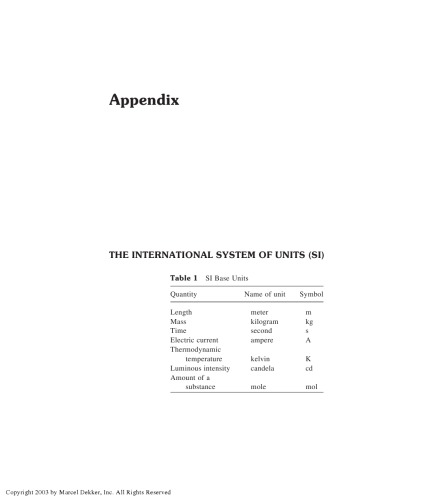 Appendix
THE INTERNATIONAL SYSTEM OF UNITS (SI)
Table 1 SI Base Units
Quantity Name of unit Symbol
Length meter m
Mass kilogram kg
Time second s
Electric current ampere A
Thermodynamic
temperature kelvin K
Luminous intensity candela cd
Amount of a
substance mole mol
Copyright 2003 by Marcel Dekker, Inc. All Rights Reserved